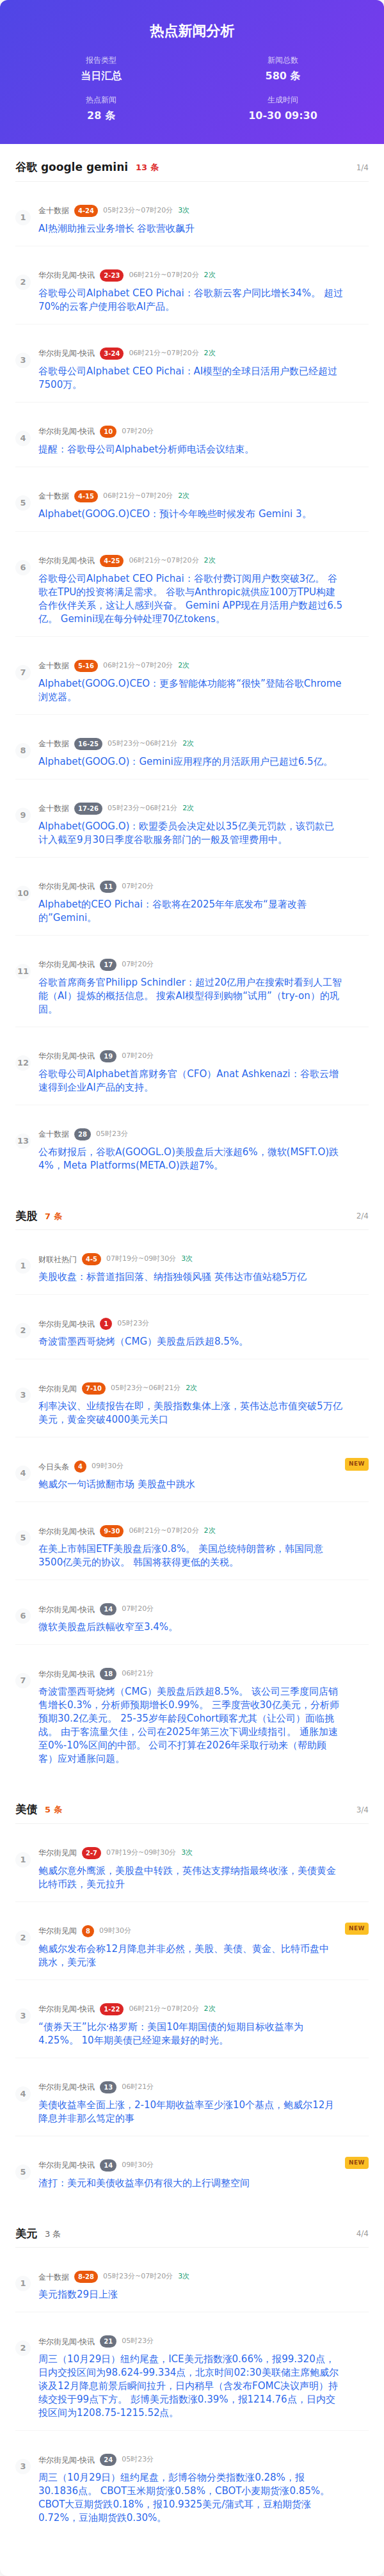 热点新闻分析
报告类型
当日汇总
新闻总数
580 条
热点新闻
28 条
生成时间
10-30 09:30
谷歌 google gemini 13 条 1/4
1
金十数据 4-24 05时23分~07时20分 3次
AI热潮助推云业务增长 谷歌营收飙升
2
华尔街见闻-快讯 2-23 06时21分~07时20分 2次
谷歌母公司Alphabet CEO Pichai：谷歌新云客户同比增长34%。 超过
70%的云客户使用谷歌AI产品。
3
华尔街见闻-快讯 3-24 06时21分~07时20分 2次
谷歌母公司Alphabet CEO Pichai：AI模型的全球日活用户数已经超过
7500万。
4
华尔街见闻-快讯 10 07时20分
提醒：谷歌母公司Alphabet分析师电话会议结束。
5
金十数据 4-15 06时21分~07时20分 2次
Alphabet(GOOG.O)CEO：预计今年晚些时候发布 Gemini 3。
6
华尔街见闻-快讯 4-25 06时21分~07时20分 2次
谷歌母公司Alphabet CEO Pichai：谷歌付费订阅用户数突破3亿。 谷
歌在TPU的投资将满足需求。 谷歌与Anthropic就供应100万TPU构建
合作伙伴关系，这让人感到兴奋。 Gemini APP现在月活用户数超过6.5
亿。 Gemini现在每分钟处理70亿tokens。
7
金十数据 5-16 06时21分~07时20分 2次
Alphabet(GOOG.O)CEO：更多智能体功能将“很快”登陆谷歌Chrome
浏览器。
8
金十数据 16-25 05时23分~06时21分 2次
Alphabet(GOOG.O)：Gemini应用程序的月活跃用户已超过6.5亿。
9
金十数据 17-26 05时23分~06时21分 2次
Alphabet(GOOG.O)：欧盟委员会决定处以35亿美元罚款，该罚款已
计入截至9月30日季度谷歌服务部门的一般及管理费用中。
10
华尔街见闻-快讯 11 07时20分
Alphabet的CEO Pichai：谷歌将在2025年年底发布“显著改善
的”Gemini。
11
华尔街见闻-快讯 17 07时20分
谷歌首席商务官Philipp Schindler：超过20亿用户在搜索时看到人工智
能（AI）提炼的概括信息。 搜索AI模型得到购物“试用”（try-on）的巩
固。
12
华尔街见闻-快讯 19 07时20分
谷歌母公司Alphabet首席财务官（CFO）Anat Ashkenazi：谷歌云增
速得到企业AI产品的支持。
13
金十数据 28 05时23分
公布财报后，谷歌A(GOOGL.O)美股盘后大涨超6%，微软(MSFT.O)跌
4%，Meta Platforms(META.O)跌超7%。
美股 7 条 2/4
1
财联社热门 4-5 07时19分~09时30分 3次
美股收盘：标普道指回落、纳指独领风骚 英伟达市值站稳5万亿
2
华尔街见闻-快讯 1 05时23分
奇波雷墨西哥烧烤（CMG）美股盘后跌超8.5%。
3
华尔街见闻 7-10 05时23分~06时21分 2次
利率决议、业绩报告在即，美股指数集体上涨，英伟达总市值突破5万亿
美元，黄金突破4000美元关口
4
今日头条 4 09时30分 NEW
鲍威尔一句话掀翻市场 美股盘中跳水
5
华尔街见闻-快讯 9-30 06时21分~07时20分 2次
在美上市韩国ETF美股盘后涨0.8%。 美国总统特朗普称，韩国同意
3500亿美元的协议。 韩国将获得更低的关税。
6
华尔街见闻-快讯 14 07时20分
微软美股盘后跌幅收窄至3.4%。
7
华尔街见闻-快讯 18 06时21分
奇波雷墨西哥烧烤（CMG）美股盘后跌超8.5%。 该公司三季度同店销
售增长0.3%，分析师预期增长0.99%。 三季度营收30亿美元，分析师
预期30.2亿美元。 25-35岁年龄段Cohort顾客尤其（让公司）面临挑
战。 由于客流量欠佳，公司在2025年第三次下调业绩指引。 通胀加速
至0%-10%区间的中部。 公司不打算在2026年采取行动来（帮助顾
客）应对通胀问题。
美债 5 条 3/4
1
华尔街见闻 2-7 07时19分~09时30分 3次
鲍威尔意外鹰派，美股盘中转跌，英伟达支撑纳指最终收涨，美债黄金
比特币跌，美元拉升
2
华尔街见闻 8 09时30分 NEW
鲍威尔发布会称12月降息并非必然，美股、美债、黄金、比特币盘中
跳水，美元涨
3
华尔街见闻-快讯 1-22 06时21分~07时20分 2次
“债券天王”比尔·格罗斯：美国10年期国债的短期目标收益率为
4.25%。 10年期美债已经迎来最好的时光。
4
华尔街见闻-快讯 13 06时21分
美债收益率全面上涨，2-10年期收益率至少涨10个基点，鲍威尔12月
降息并非那么笃定的事
5
华尔街见闻-快讯 14 09时30分 NEW
渣打：美元和美债收益率仍有很大的上行调整空间
美元 3 条 4/4
1
金十数据 8-28 05时23分~07时20分 3次
美元指数29日上涨
2
华尔街见闻-快讯 21 05时23分
周三（10月29日）纽约尾盘，ICE美元指数涨0.66%，报99.320点，
日内交投区间为98.624-99.334点，北京时间02:30美联储主席鲍威尔
谈及12月降息前景后瞬间拉升，日内稍早（含发布FOMC决议声明）持
续交投于99点下方。 彭博美元指数涨0.39%，报1214.76点，日内交
投区间为1208.75-1215.52点。
3
华尔街见闻-快讯 24 05时23分
周三（10月29日）纽约尾盘，彭博谷物分类指数涨0.28%，报
30.1836点。 CBOT玉米期货涨0.58%，CBOT小麦期货涨0.85%。
CBOT大豆期货跌0.18%，报10.9325美元/蒲式耳，豆粕期货涨
0.72%，豆油期货跌0.30%。